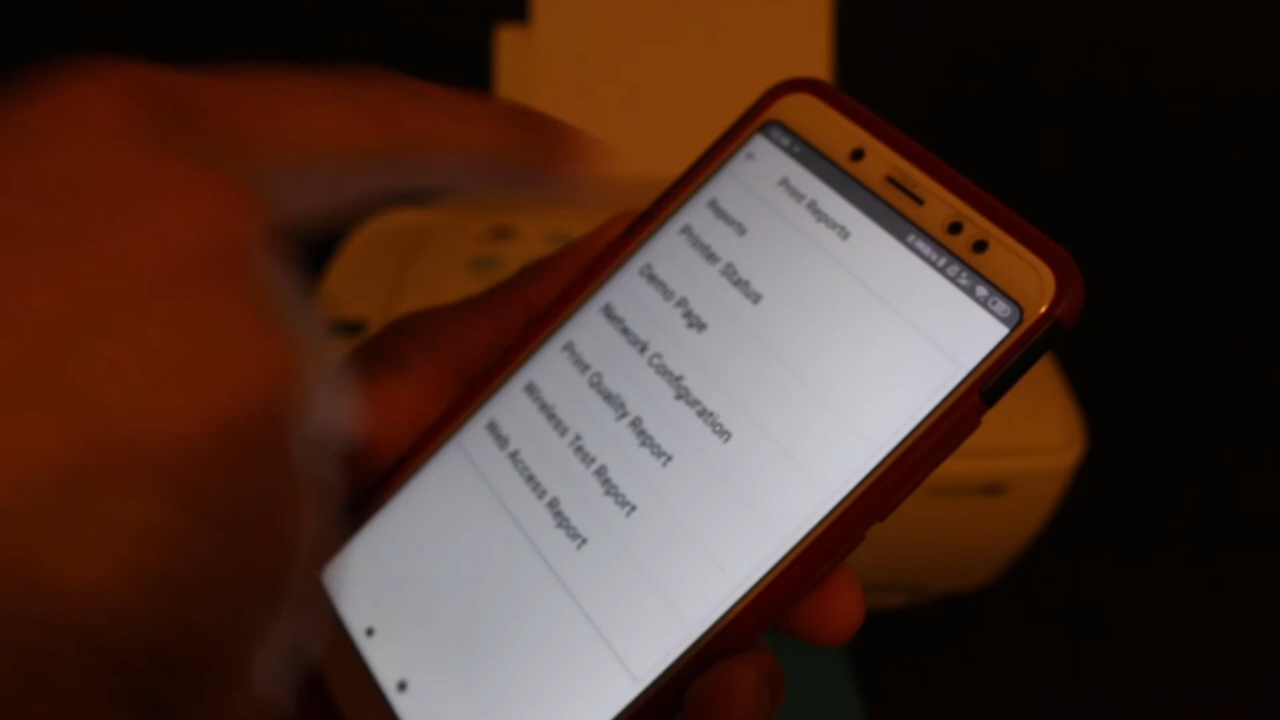 Print Reports
Reports
Printer Status
Demo Page
Network Configuration
Print Quality Report
Wireless Test Report
Web Access Report